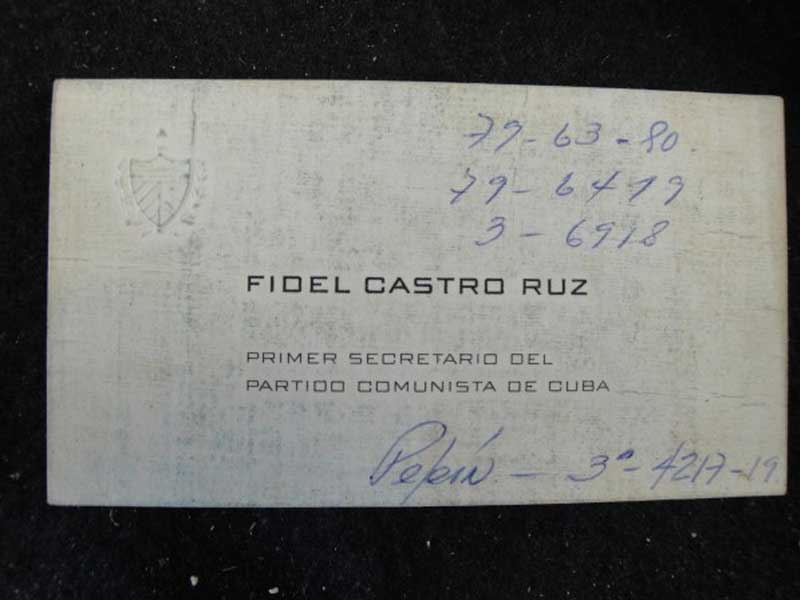 79-63-80.
79-6479
3-6918
FIDEL CASTRO RUZ
PRIMER SECRETARIO DEL
PARTIDO COMUNISTA DE CUBA
Pepín - 3ª-4217-19